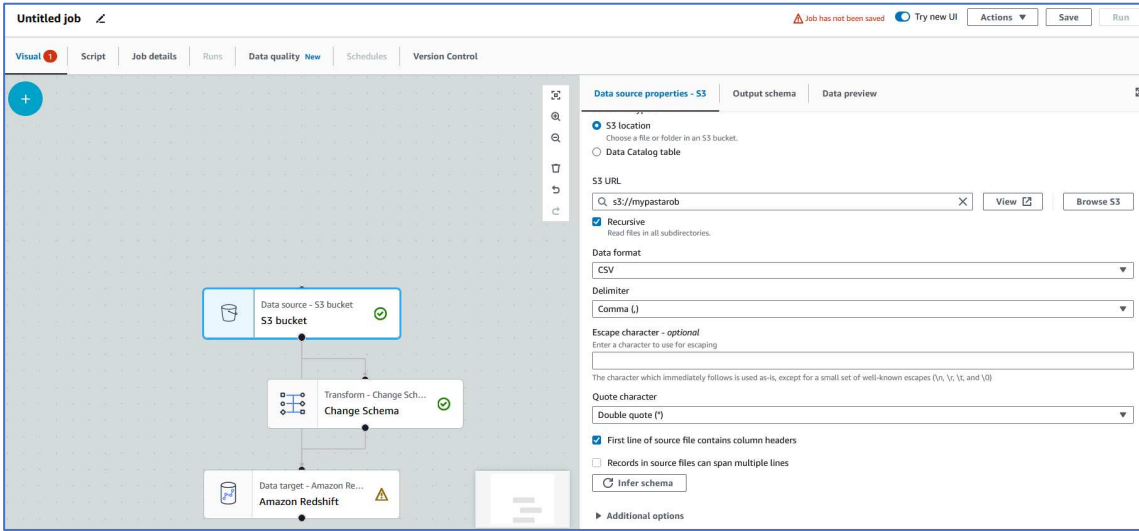 Untitled job
Job has not been saved
Try new UI
Actions
Save
Run
Visual 1
Script
Job details
Runs
Data quality New
Schedules
Version Control
Data source - S3 bucket
S3 bucket
Transform - Change Sch...
Change Schema
Data target - Amazon Re...
Amazon Redshift
Data source properties - S3
Output schema
Data preview
S3 location
Choose a file or folder in an S3 bucket.
Data Catalog table
S3 URL
s3://mypastarob
View
Browse S3
Recursive
Read files in all subdirectories.
Data format
CSV
Delimiter
Comma (,)
Escape character - optional
Enter a character to use for escaping
The character which immediately follows is used as-is, except for a small set of well-known escapes (\n, \r, \t, and \0)
Quote character
Double quote (")
First line of source file contains column headers
Records in source files can span multiple lines
Infer schema
Additional options